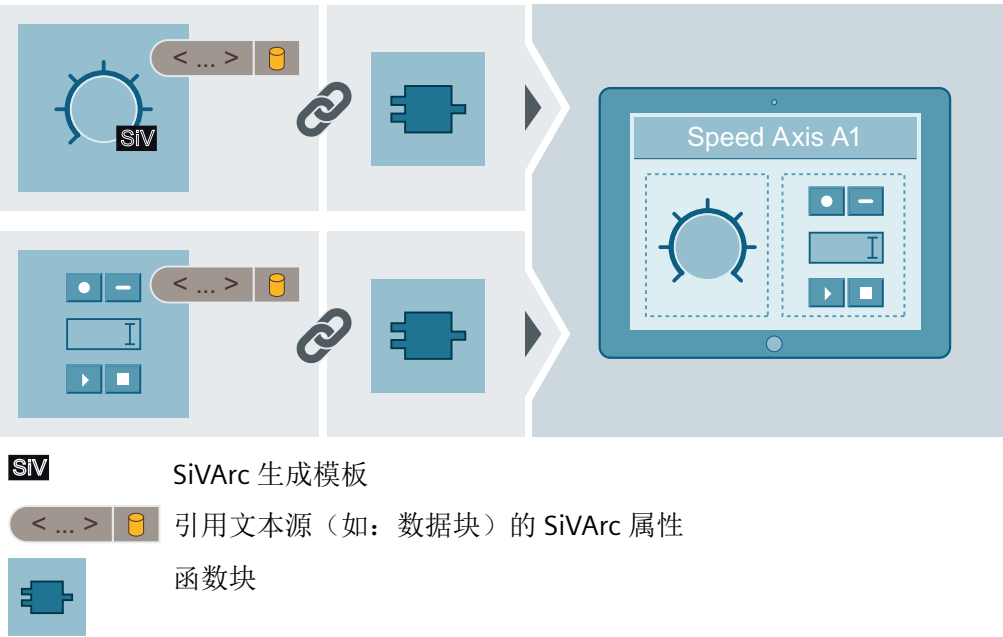 < ... >
SiV
Speed Axis A1
< ... >
SiV SiVArc 生成模板
< ... > 引用文本源（如：数据块）的 SiVArc 属性
函数块